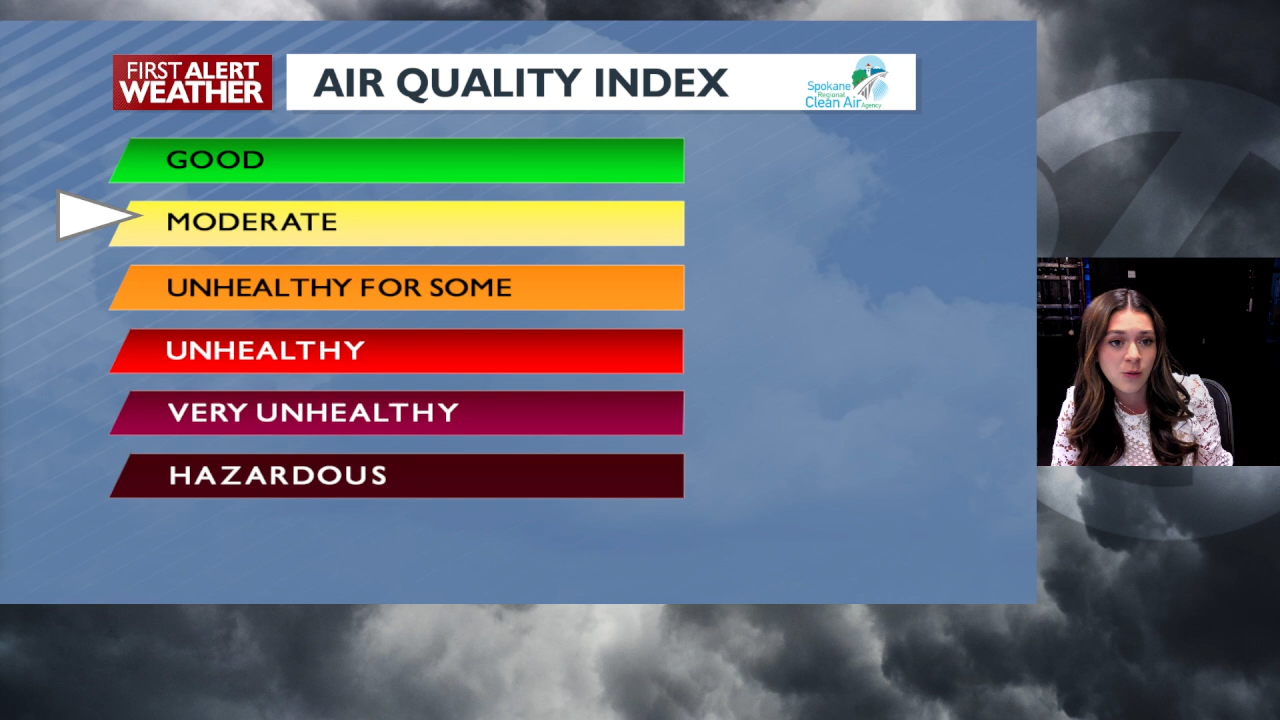 FIRST ALERT
WEATHER
AIR QUALITY INDEX
Spokane
Regional
Clean Air Agency
GOOD
MODERATE
UNHEALTHY FOR SOME
UNHEALTHY
VERY UNHEALTHY
HAZARDOUS